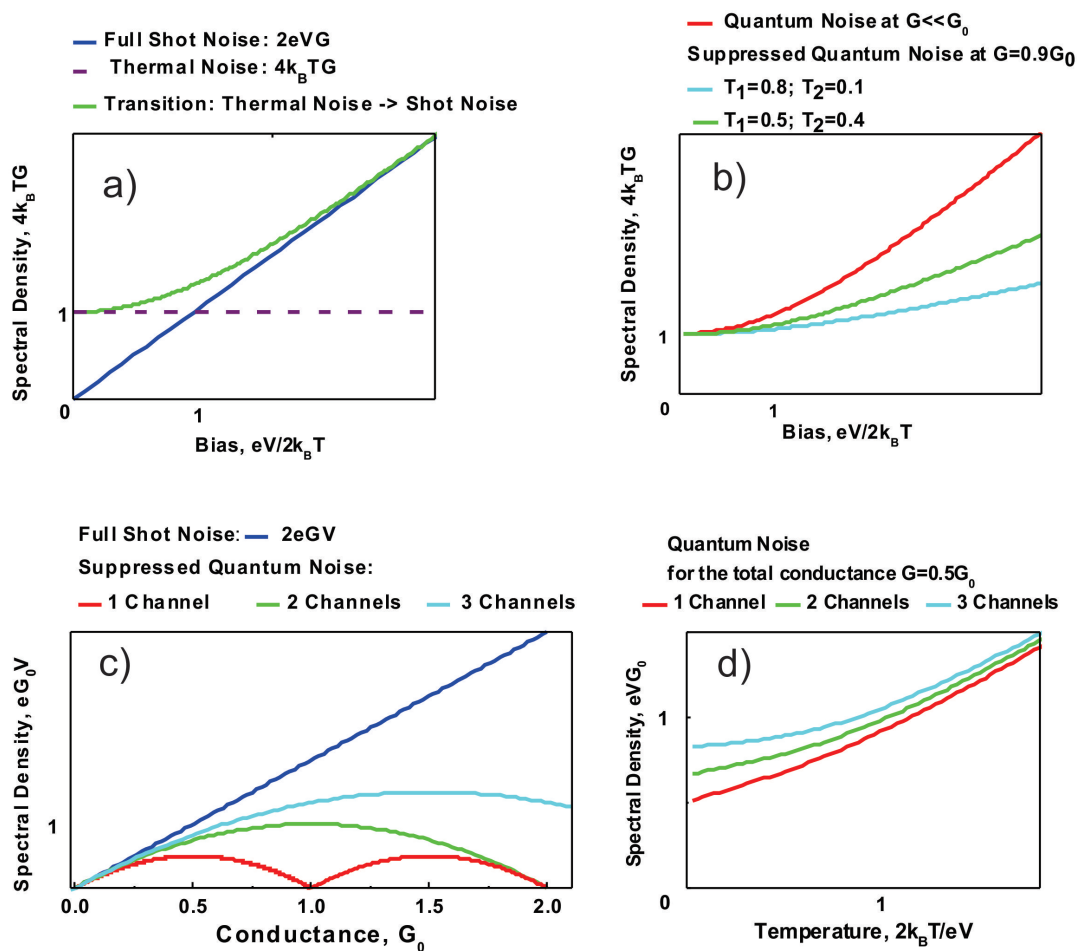 Full Shot Noise: 2eVG
Thermal Noise: 4k_BTG
Transition: Thermal Noise -> Shot Noise
a)
Spectral Density, 4k_BTG
1
0
1
Bias, eV/2k_BT
Quantum Noise at G<<G_0
Suppressed Quantum Noise at G=0.9G_0
T_1=0.8; T_2=0.1
T_1=0.5; T_2=0.4
b)
Spectral Density, 4k_BTG
1
0
1
Bias, eV/2k_BT
Full Shot Noise: 2eGV
Suppressed Quantum Noise:
1 Channel 2 Channels 3 Channels
c)
Spectral Density, eG_0V
1
0.0 0.5 1.0 1.5 2.0
Conductance, G_0
Quantum Noise
for the total conductance G=0.5G_0
1 Channel 2 Channels 3 Channels
d)
Spectral Density, eVG_0
1
0
0
1
Temperature, 2k_BT/eV